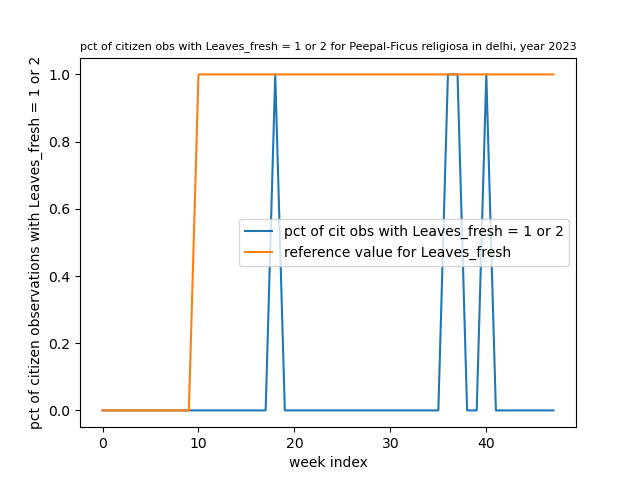 pct of citizen obs with Leaves_fresh = 1 or 2 for Peepal-Ficus religiosa in delhi, year 2023
pct of citizen observations with Leaves_fresh = 1 or 2
1.0
0.8
0.6
0.4
0.2
0.0
pct of cit obs with Leaves_fresh = 1 or 2
reference value for Leaves_fresh
0 10 20 30 40
week index